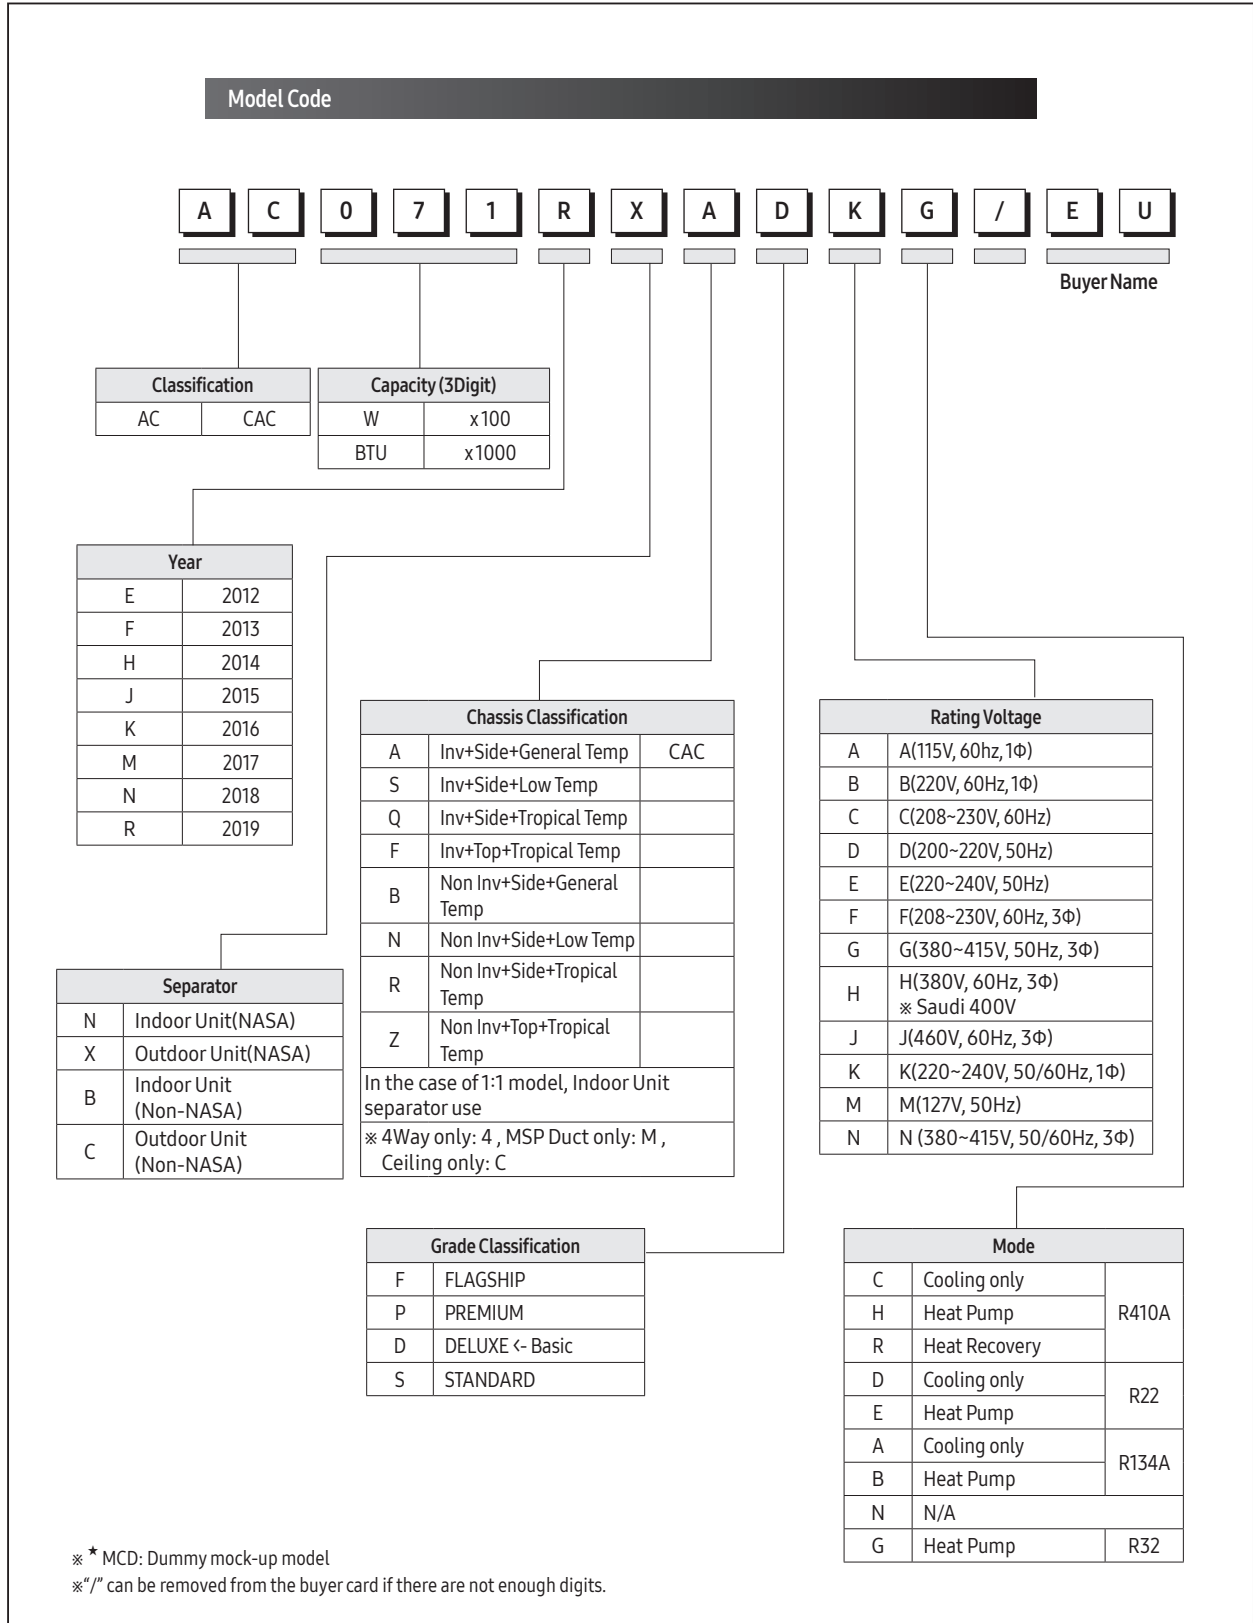 Model Code
A C 0 7 1 R X A D K G / E U
Buyer Name
Classification
AC CAC
Capacity (3Digit)
W x100
BTU x1000
Year
E 2012
F 2013
H 2014
J 2015
K 2016
M 2017
N 2018
R 2019
Separator
N Indoor Unit(NASA)
X Outdoor Unit(NASA)
B Indoor Unit
(Non-NASA)
C Outdoor Unit
(Non-NASA)
Chassis Classification
A Inv+Side+General Temp CAC
S Inv+Side+Low Temp
Q Inv+Side+Tropical Temp
F Inv+Top+Tropical Temp
B Non Inv+Side+General
Temp
N Non Inv+Side+Low Temp
R Non Inv+Side+Tropical
Temp
Z Non Inv+Top+Tropical
Temp
In the case of 1:1 model, Indoor Unit
separator use
※ 4Way only: 4 , MSP Duct only: M ,
Ceiling only: C
Rating Voltage
A A(115V, 60hz, 1Φ)
B B(220V, 60Hz, 1Φ)
C C(208~230V, 60Hz)
D D(200~220V, 50Hz)
E E(220~240V, 50Hz)
F F(208~230V, 60Hz, 3Φ)
G G(380~415V, 50Hz, 3Φ)
H H(380V, 60Hz, 3Φ)
※ Saudi 400V
J J(460V, 60Hz, 3Φ)
K K(220~240V, 50/60Hz, 1Φ)
M M(127V, 50Hz)
N N (380~415V, 50/60Hz, 3Φ)
Grade Classification
F FLAGSHIP
P PREMIUM
D DELUXE <- Basic
S STANDARD
Mode
C Cooling only R410A
H Heat Pump
R Heat Recovery
D Cooling only R22
E Heat Pump
A Cooling only R134A
B Heat Pump
N N/A
G Heat Pump R32
※ ★ MCD: Dummy mock-up model
※"/" can be removed from the buyer card if there are not enough digits.